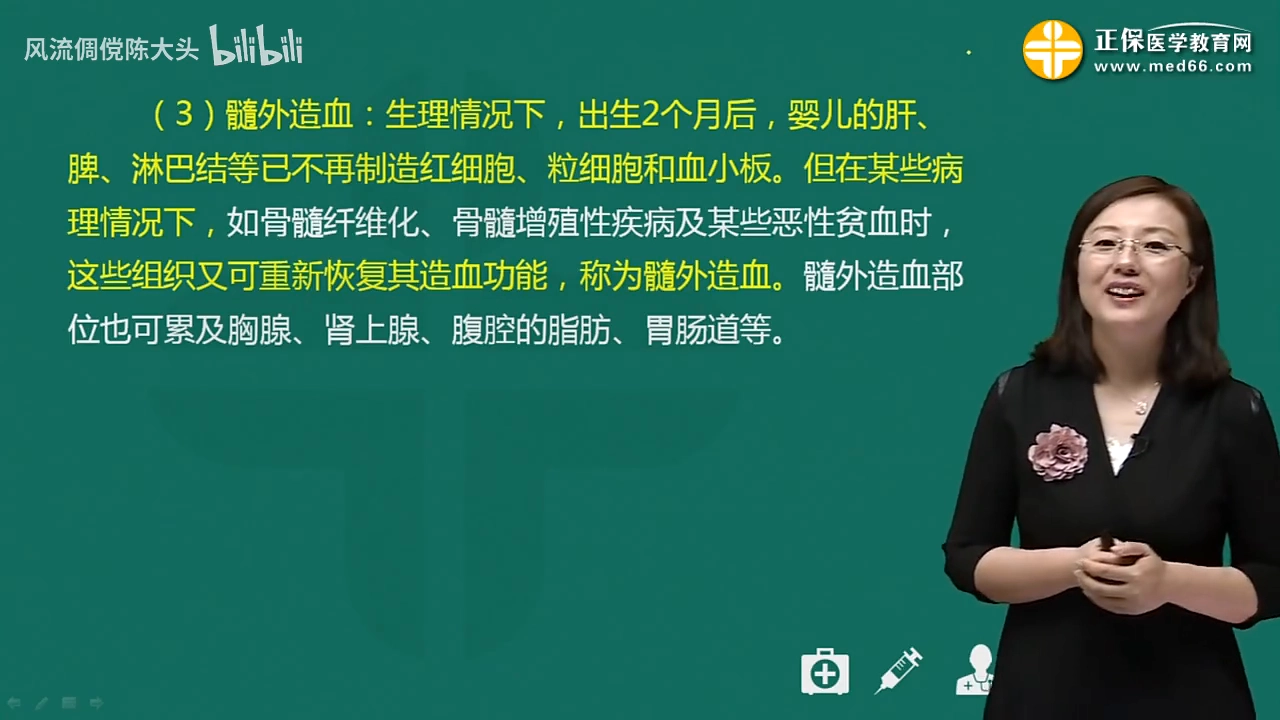 风流倜傥陈大头 bilibili
正保医学教育网
www.med66.com
（3）髓外造血：生理情况下，出生2个月后，婴儿的肝、
脾、淋巴结等已不再制造红细胞、粒细胞和血小板。但在某些病
理情况下，如骨髓纤维化、骨髓增殖性疾病及某些恶性贫血时，
这些组织又可重新恢复其造血功能，称为髓外造血。髓外造血部
位也可累及胸腺、肾上腺、腹腔的脂肪、胃肠道等。